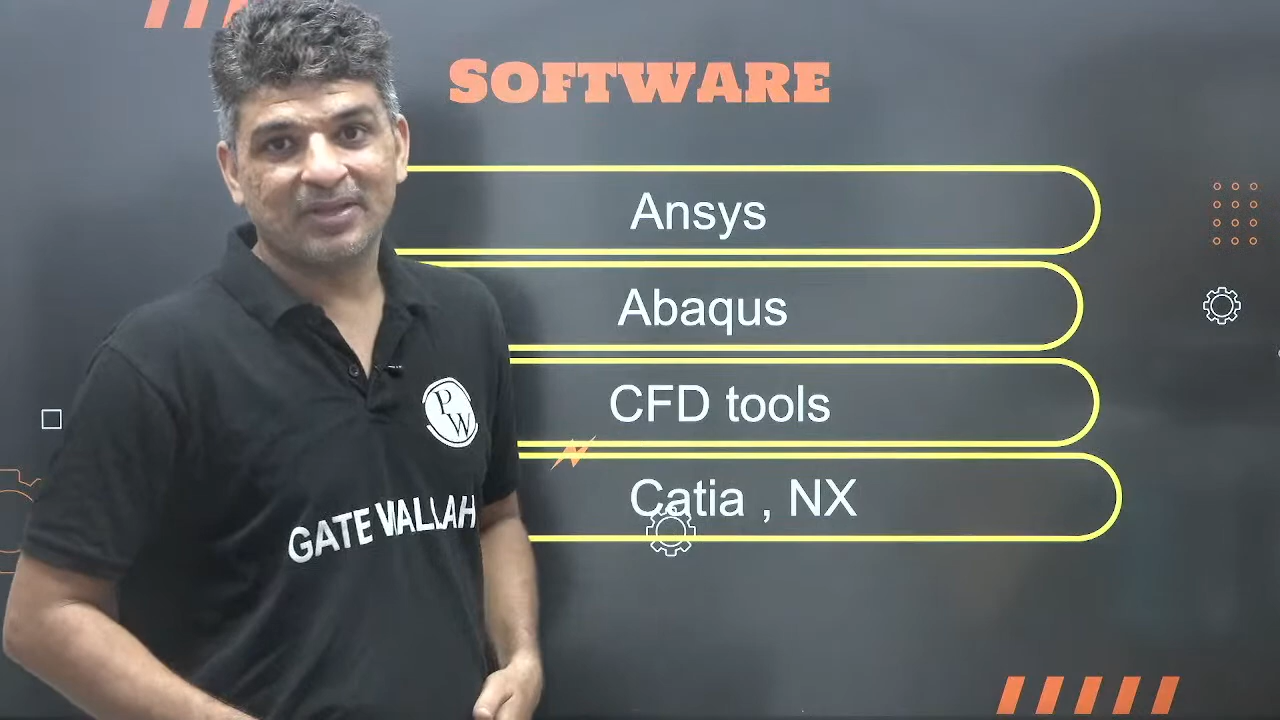 SOFTWARE
Ansys
Abaqus
CFD tools
Catia , NX
PW
GATE WALLAH